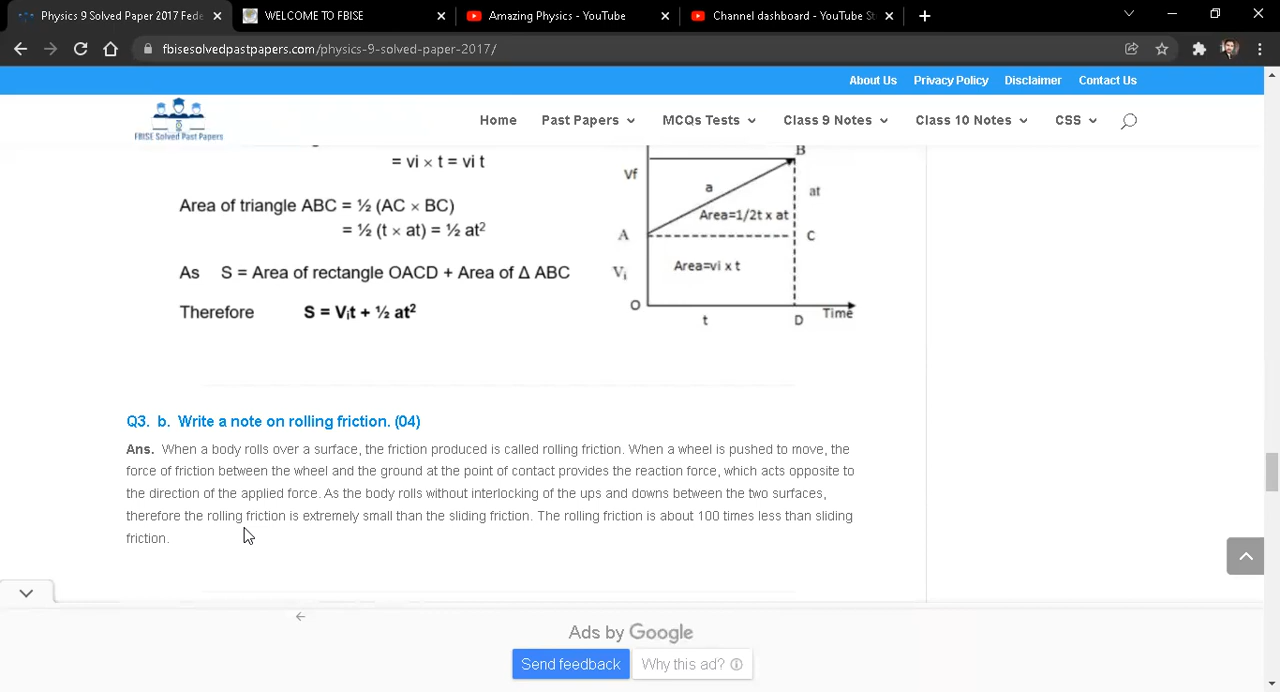 Physics 9 Solved Paper 2017 Fede
WELCOME TO FBISE
Amazing Physics - YouTube
Channel dashboard - YouTube St
fbisesolvedpastpapers.com/physics-9-solved-paper-2017/
About Us Privacy Policy Disclaimer Contact Us
FBISE Solved Past Papers
Home Past Papers MCQs Tests Class 9 Notes Class 10 Notes CSS
= vi × t = vi t
Area of triangle ABC = ½ (AC × BC)
= ½ (t × at) = ½ at²
As S = Area of rectangle OACD + Area of Δ ABC
Therefore S = Vit + ½ at²
B
Vf
a
at
Area=1/2t x at
A
C
Vi
Area=vi x t
O
t
D
Time
Q3. b. Write a note on rolling friction. (04)
Ans. When a body rolls over a surface, the friction produced is called rolling friction. When a wheel is pushed to move, the
force of friction between the wheel and the ground at the point of contact provides the reaction force, which acts opposite to
the direction of the applied force. As the body rolls without interlocking of the ups and downs between the two surfaces,
therefore the rolling friction is extremely small than the sliding friction. The rolling friction is about 100 times less than sliding
friction.
Ads by Google
Send feedback
Why this ad?